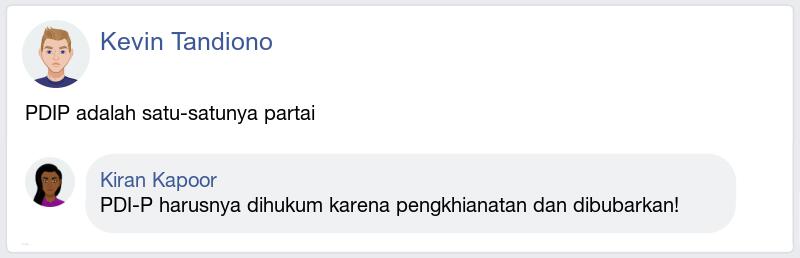 Kevin Tandiono
PDIP adalah satu-satunya partai
Kiran Kapoor
PDI-P harusnya dihukum karena pengkhianatan dan dibubarkan!